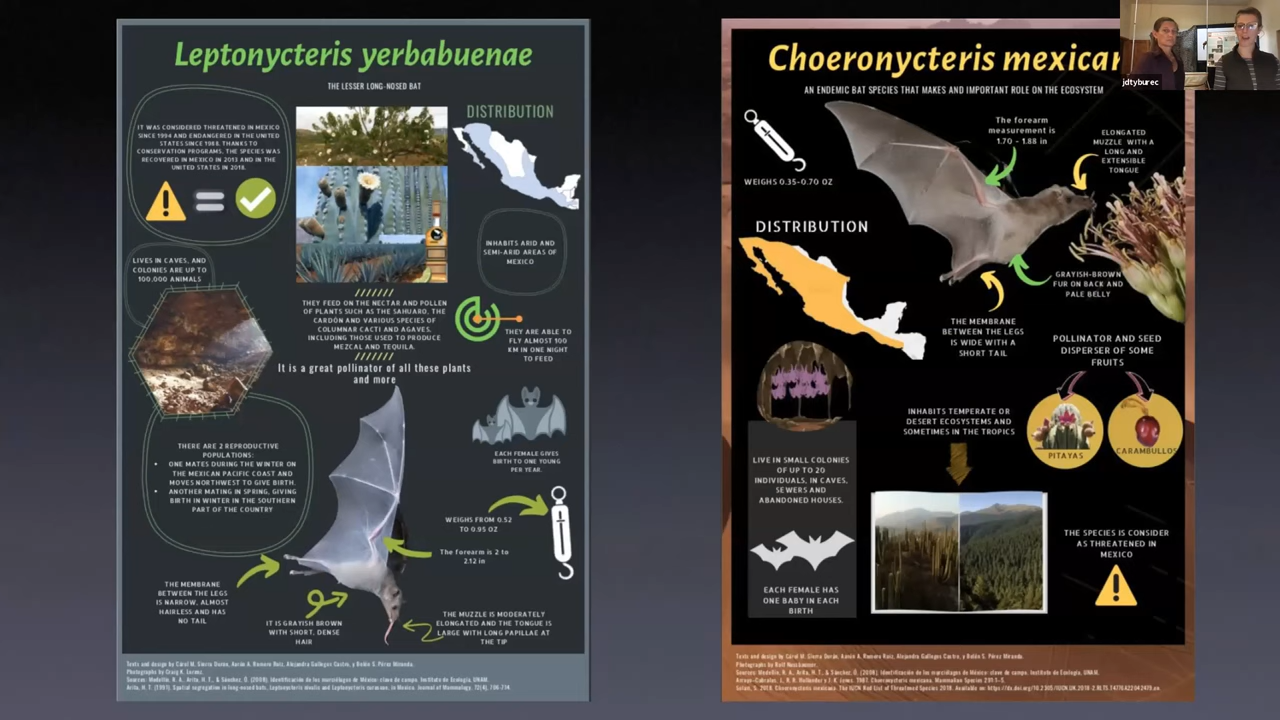 Leptonycteris yerbabuenae
THE LESSER LONG-NOSED BAT
IT WAS CONSIDERED THREATENED IN MEXICO
SINCE 1994 AND ENDANGERED IN THE UNITED
STATES SINCE 1988. THANKS TO
CONSERVATION PROGRAMS, THE SPECIES WAS
RECOVERED IN MEXICO IN 2013 AND IN THE
UNITED STATES IN 2018.
DISTRIBUTION
INHABITS ARID AND
SEMI-ARID AREAS OF
MEXICO
LIVES IN CAVES, AND
COLONIES ARE UP TO
100,000 ANIMALS
THEY FEED ON THE NECTAR AND POLLEN
OF PLANTS SUCH AS THE SAHUARO, THE
CARDÓN AND VARIOUS SPECIES OF
COLUMNAR CACTI AND AGAVES,
INCLUDING THOSE USED TO PRODUCE
MEZCAL AND TEQUILA.
THEY ARE ABLE TO
FLY ALMOST 100
KM IN ONE NIGHT
TO FEED
It is a great pollinator of all these plants
and more
EACH FEMALE GIVES
BIRTH TO ONE YOUNG
PER YEAR.
THERE ARE 2 REPRODUCTIVE
POPULATIONS:
• ONE MATES DURING THE WINTER ON
THE MEXICAN PACIFIC COAST AND
MOVES NORTHWEST TO GIVE BIRTH.
• ANOTHER MATING IN SPRING, GIVING
BIRTH IN WINTER IN THE SOUTHERN
PART OF THE COUNTRY
WEIGHS FROM 0.52
TO 0.95 OZ
The forearm is 2 to
2.12 in
THE MEMBRANE
BETWEEN THE LEGS
IS NARROW, ALMOST
HAIRLESS AND HAS
NO TAIL
IT IS GRAYISH BROWN
WITH SHORT, DENSE
HAIR
THE MUZZLE IS MODERATELY
ELONGATED AND THE TONGUE IS
LARGE WITH LONG PAPILLAE AT
THE TIP
Photographs by Craig K. Lorenz.
Choeronycteris mexican
AN ENDEMIC BAT SPECIES THAT MAKES AND IMPORTANT ROLE ON THE ECOSYSTEM
WEIGHS 0.35-0.70 OZ
The forearm
measurement is
1.70 - 1.88 in
ELONGATED
MUZZLE WITH A
LONG AND
EXTENSIBLE
TONGUE
DISTRIBUTION
GRAYISH-BROWN
FUR ON BACK AND
PALE BELLY
THE MEMBRANE
BETWEEN THE LEGS
IS WIDE WITH A
SHORT TAIL
POLLINATOR AND SEED
DISPERSER OF SOME
FRUITS
PITAYAS
CARAMBULLOS
INHABITS TEMPERATE OR
DESERT ECOSYSTEMS AND
SOMETIMES IN THE TROPICS
LIVE IN SMALL COLONIES
OF UP TO 20
INDIVIDUALS, IN CAVES,
SEWERS AND
ABANDONED HOUSES.
EACH FEMALE HAS
ONE BABY IN EACH
BIRTH
THE SPECIES IS CONSIDER
AS THREATENED IN
MEXICO
jdtyburec